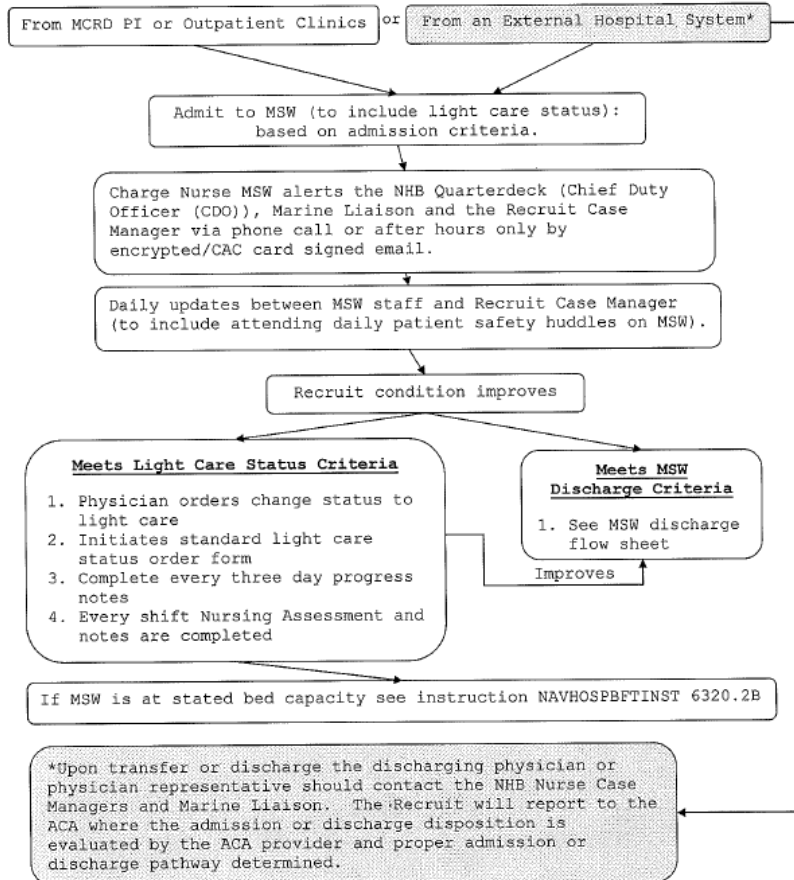 From MCRD PI or Outpatient Clinics or From an External Hospital System*
Admit to MSW (to include light care status):
based on admission criteria.
Charge Nurse MSW alerts the NHB Quarterdeck (Chief Duty
Officer (CDO)), Marine Liaison and the Recruit Case
Manager via phone call or after hours only by
encrypted/CAC card signed email.
Daily updates between MSW staff and Recruit Case Manager
(to include attending daily patient safety huddles on MSW).
Recruit condition improves
Meets Light Care Status Criteria
1. Physician orders change status to
light care
2. Initiates standard light care
status order form
3. Complete every three day progress
notes
4. Every shift Nursing Assessment and
notes are completed
Meets MSW
Discharge Criteria
1. See MSW discharge
flow sheet
Improves
If MSW is at stated bed capacity see instruction NAVHOSPBFTINST 6320.2B
*Upon transfer or discharge the discharging physician or
physician representative should contact the NHB Nurse Case
Managers and Marine Liaison. The Recruit will report to the
ACA where the admission or discharge disposition is
evaluated by the ACA provider and proper admission or
discharge pathway determined.